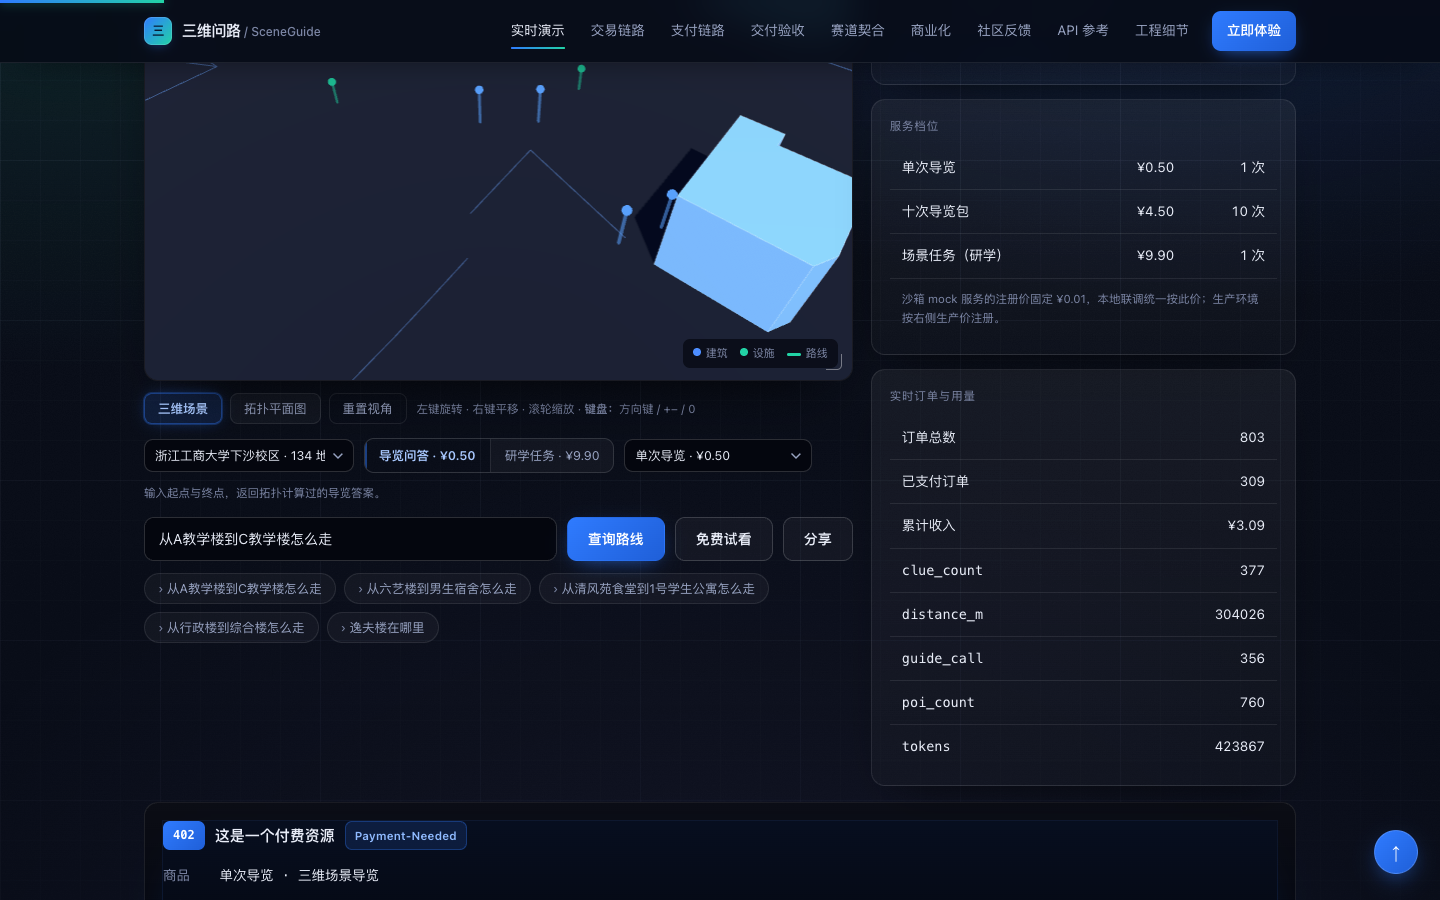 三 三维问路 / SceneGuide 实时演示 交易链路 支付链路 交付验收 赛道契合 商业化 社区反馈 API 参考 工程细节 立即体验
建筑 设施 路线
三维场景 拓扑平面图 重置视角 左键旋转 · 右键平移 · 滚轮缩放 · 键盘：方向键 / +− / 0
浙江工商大学下沙校区 · 134 导览问答 · ¥0.50 研学任务 · ¥9.90 单次导览 · ¥0.50
输入起点与终点，返回拓扑计算过的导览答案。
从A教学楼到C教学楼怎么走 查询路线 免费试看 分享
› 从A教学楼到C教学楼怎么走 › 从六艺楼到男生宿舍怎么走 › 从清风苑食堂到1号学生公寓怎么走
› 从行政楼到综合楼怎么走 › 逸夫楼在哪里
服务档位
单次导览 ¥0.50 1 次
十次导览包 ¥4.50 10 次
场景任务（研学） ¥9.90 1 次
沙箱 mock 服务的注册价固定 ¥0.01，本地联调统一按此价；生产环境
按右侧生产价注册。
实时订单与用量
订单总数 803
已支付订单 309
累计收入 ¥3.09
clue_count 377
distance_m 304026
guide_call 356
poi_count 760
tokens 423867
402 这是一个付费资源 Payment-Needed
商品 单次导览 · 三维场景导览
↑